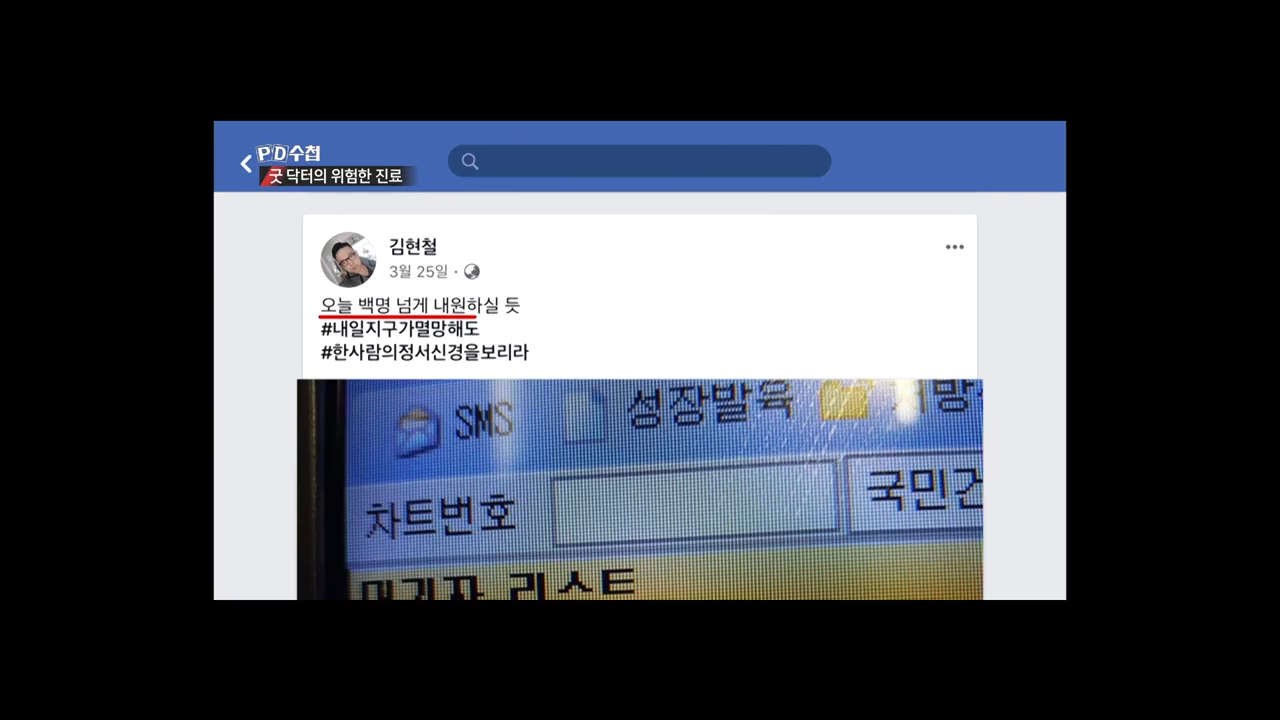 PD수첩
굿 닥터의 위험한 진료
김현철
3월 25일 ·
오늘 백명 넘게 내원하실 듯
#내일지구가멸망해도
#한사람의정서신경을보리라
SMS 성장발육
차트번호 국민건
리스트